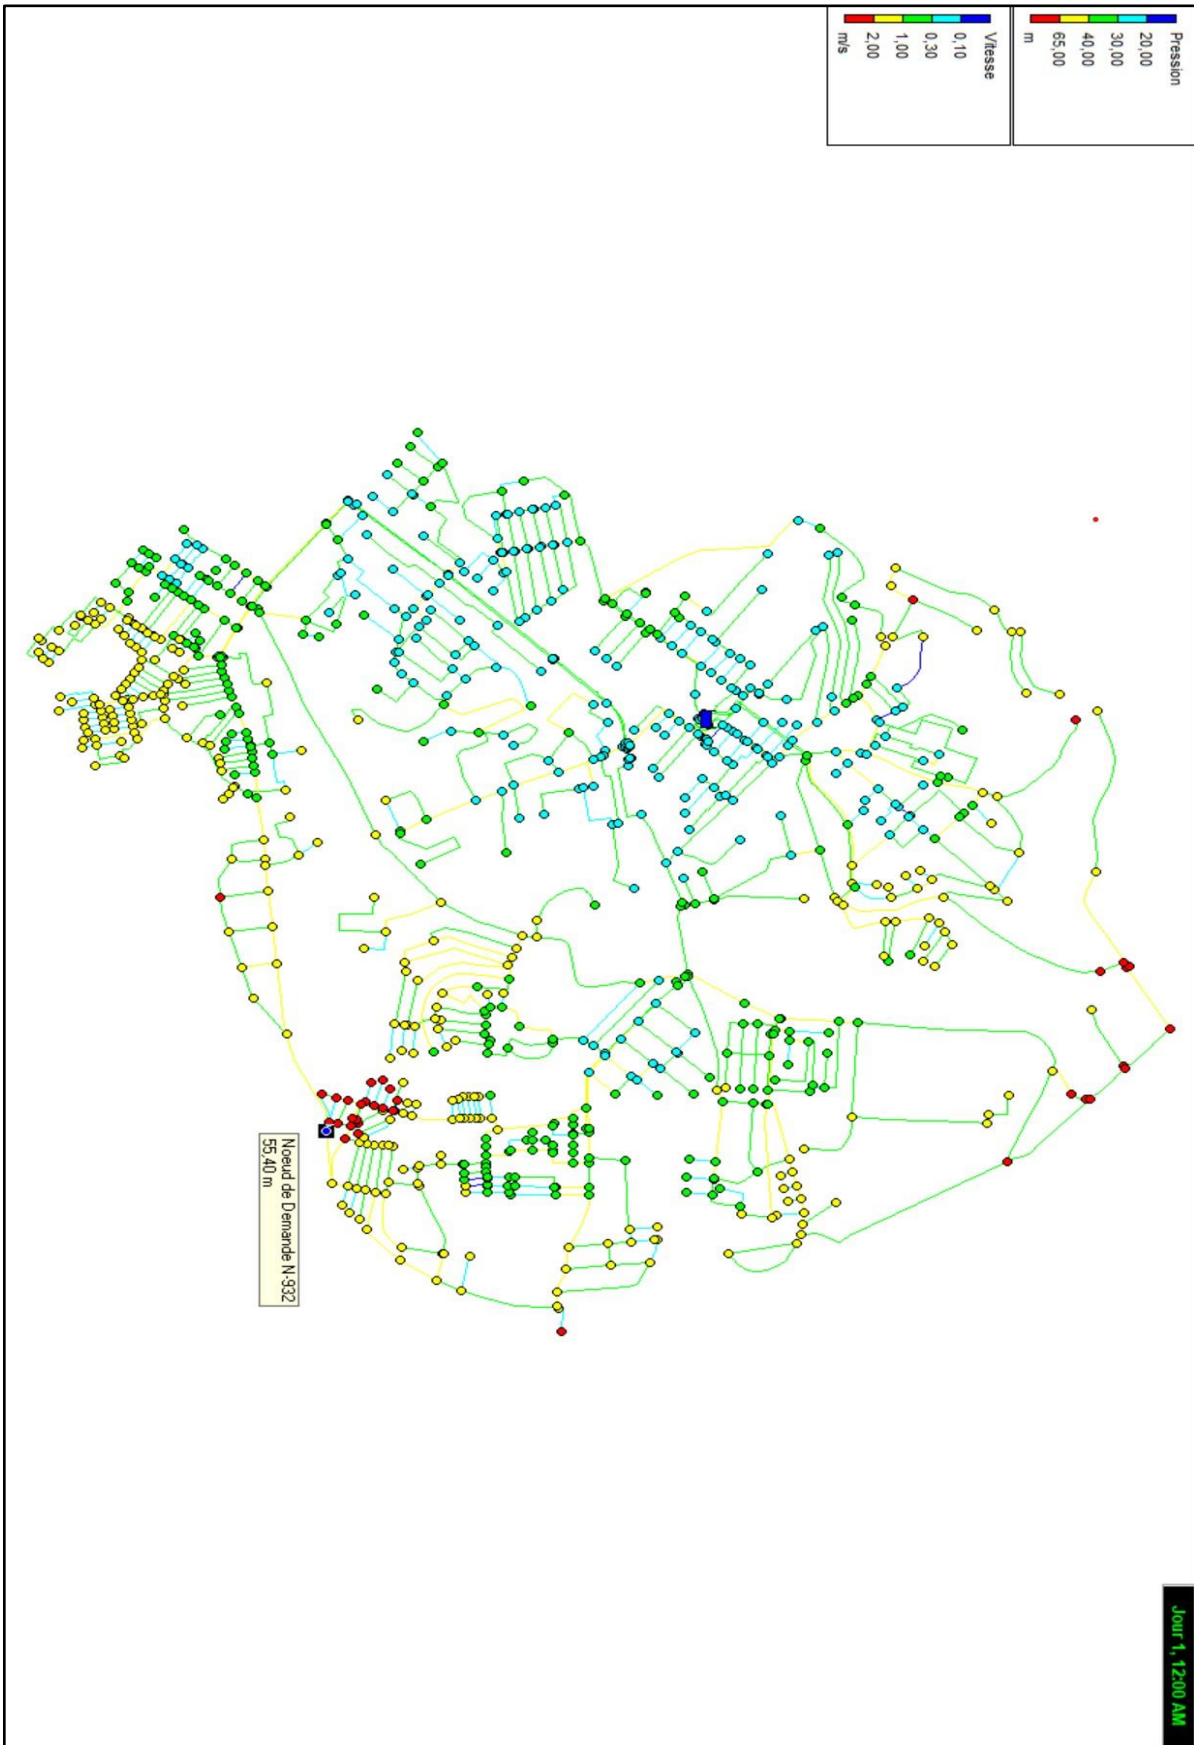 Pression
20,00
30,00
40,00
65,00
m
Vitesse
0,10
0,30
1,00
2,00
m/s
Jour 1, 12:00 AM
Noeud de Demande N-932
55,40 m